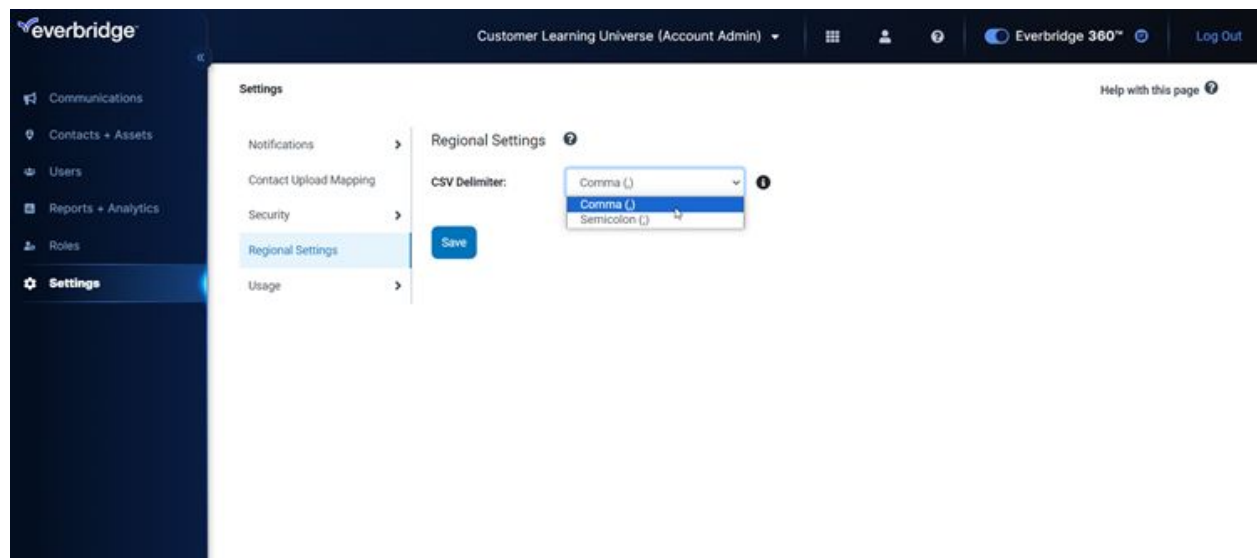 everbridge
Customer Learning Universe (Account Admin)
Everbridge 360™
Log Out
Communications
Contacts + Assets
Users
Reports + Analytics
Roles
Settings
Settings
Help with this page
Notifications
Contact Upload Mapping
Security
Regional Settings
Usage
Regional Settings
CSV Delimiter:
Comma (,)
Comma (,)
Semicolon (;)
Save